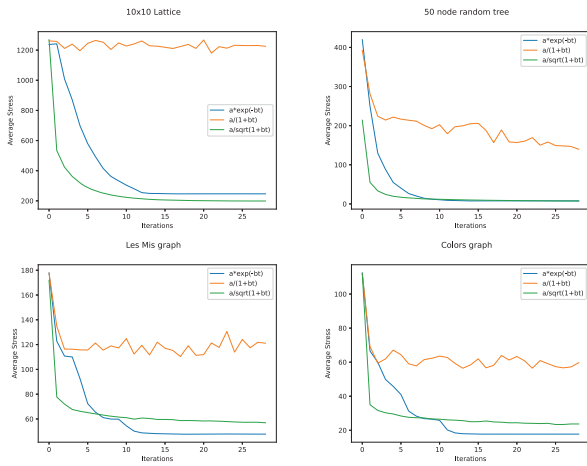 10x10 Lattice
1200
1000
800
600
400
200
Average Stress
a*exp(-bt)
a/(1+bt)
a/sqrt(1+bt)
0 5 10 15 20 25
Iterations
50 node random tree
400
300
200
100
0
Average Stress
a*exp(-bt)
a/(1+bt)
a/sqrt(1+bt)
0 5 10 15 20 25
Iterations
Les Mis graph
180
160
140
120
100
80
60
Average Stress
a*exp(-bt)
a/(1+bt)
a/sqrt(1+bt)
0 5 10 15 20 25
Iterations
Colors graph
100
80
60
40
20
Average Stress
a*exp(-bt)
a/(1+bt)
a/sqrt(1+bt)
0 5 10 15 20 25
Iterations